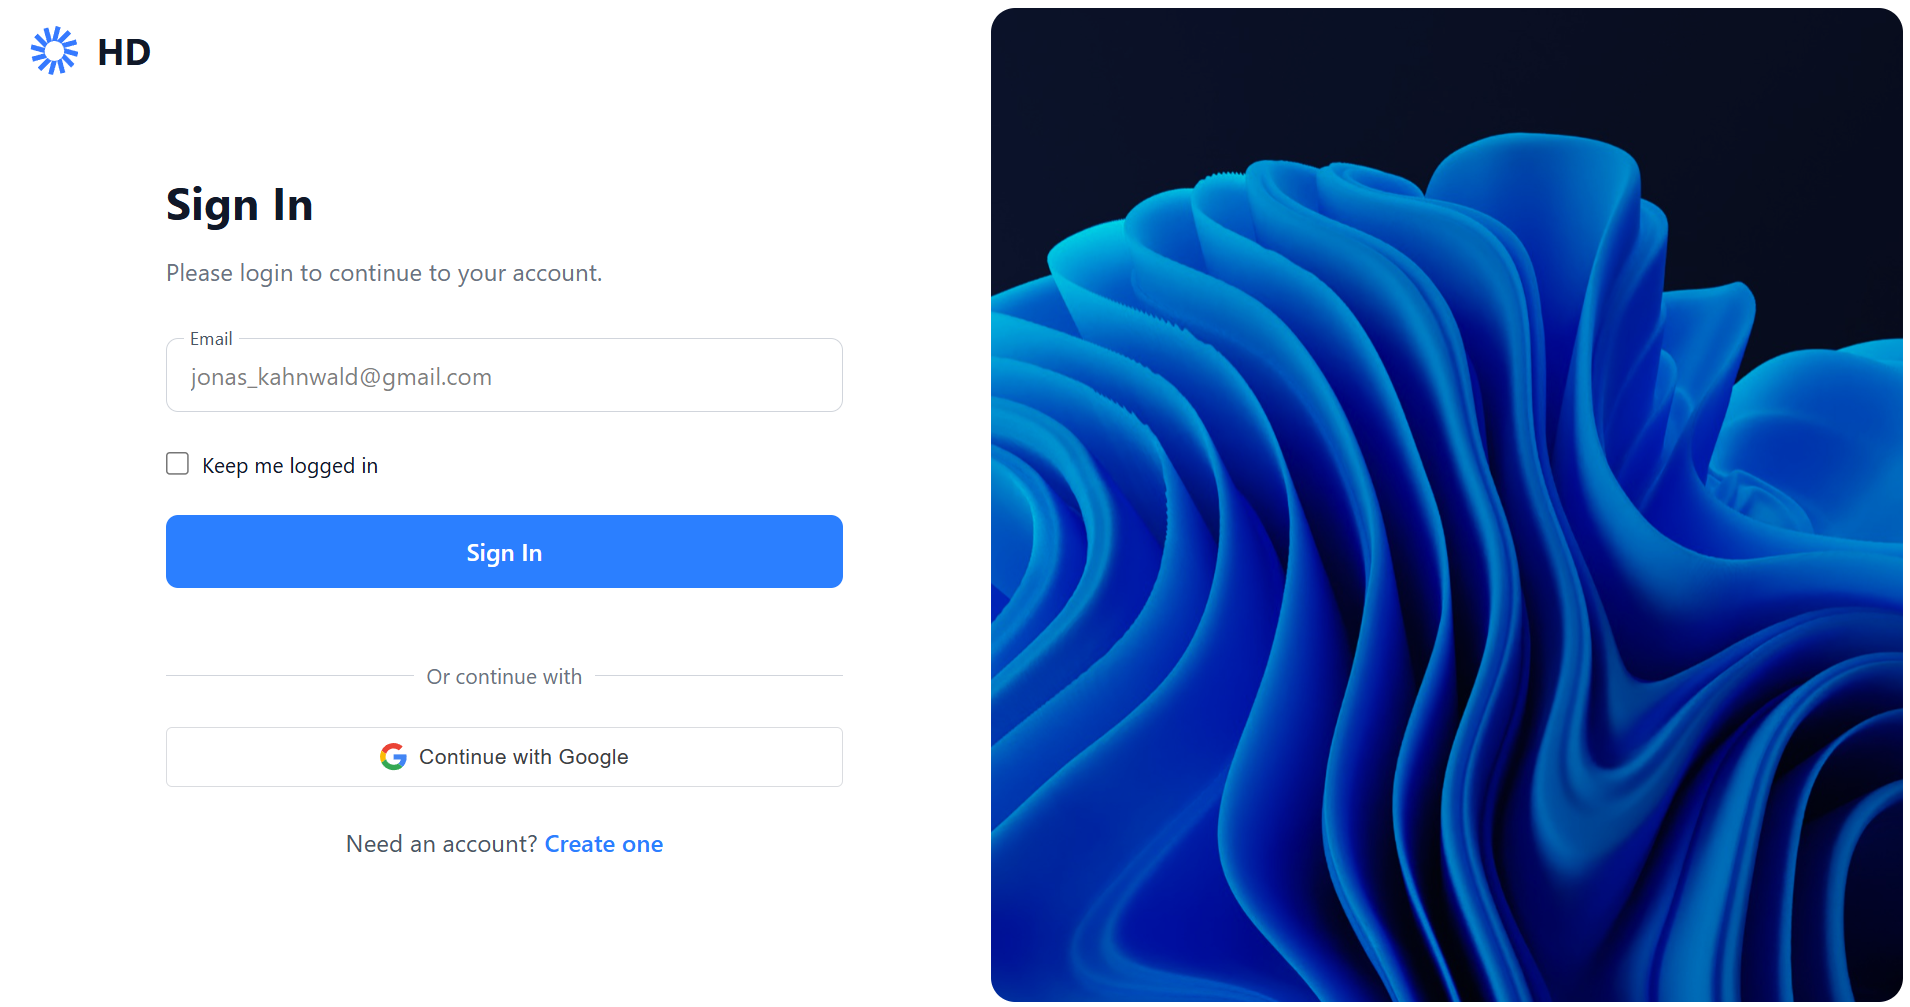 HD
Sign In
Please login to continue to your account.
Email
jonas_kahnwald@gmail.com
Keep me logged in
Sign In
Or continue with
Continue with Google
Need an account? Create one